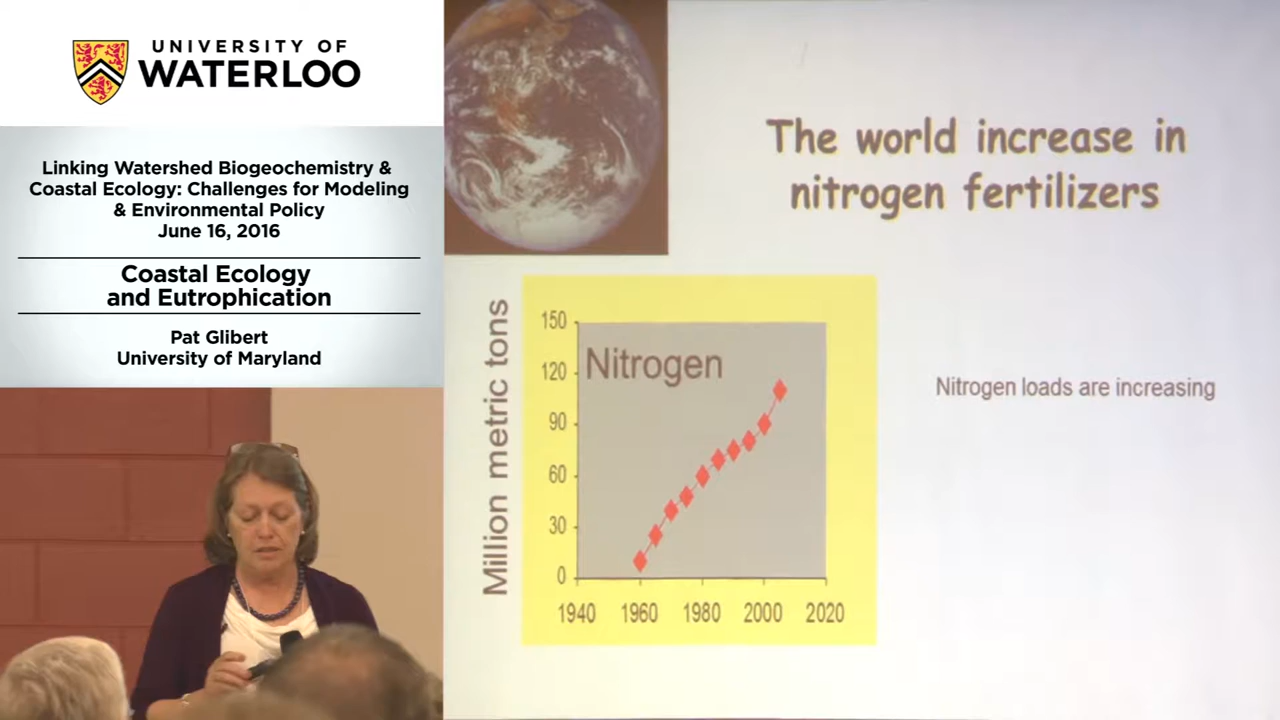 UNIVERSITY OF
WATERLOO
Linking Watershed Biogeochemistry &
Coastal Ecology: Challenges for Modeling
& Environmental Policy
June 16, 2016
Coastal Ecology
and Eutrophication
Pat Glibert
University of Maryland
The world increase in
nitrogen fertilizers
Million metric tons
150
120
90
60
30
0
Nitrogen
1940 1960 1980 2000 2020
Nitrogen loads are increasing